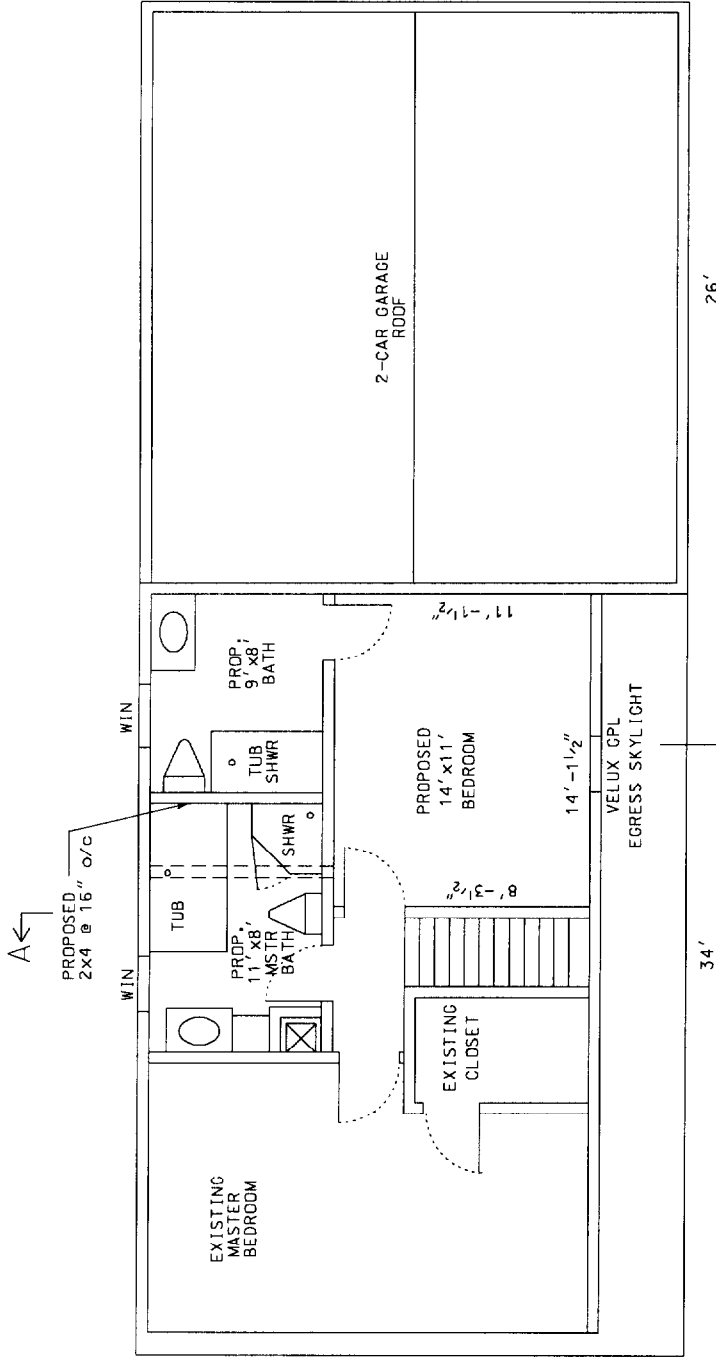 A
PROPOSED
2x4 @ 16" o/c
WIN
WIN
TUB
SHWR
PROP.
11'x8'
MSTR
BATH
TUB
SHWR
PROP.
9'x8'
BATH
2-CAR GARAGE
ROOF
EXISTING
MASTER
BEDROOM
EXISTING
CLOSET
8'-3½"
PROPOSED
14'x11'
BEDROOM
11'-1½"
14'-1½"
VELUX GPL
EGRESS SKYLIGHT
34'
26'